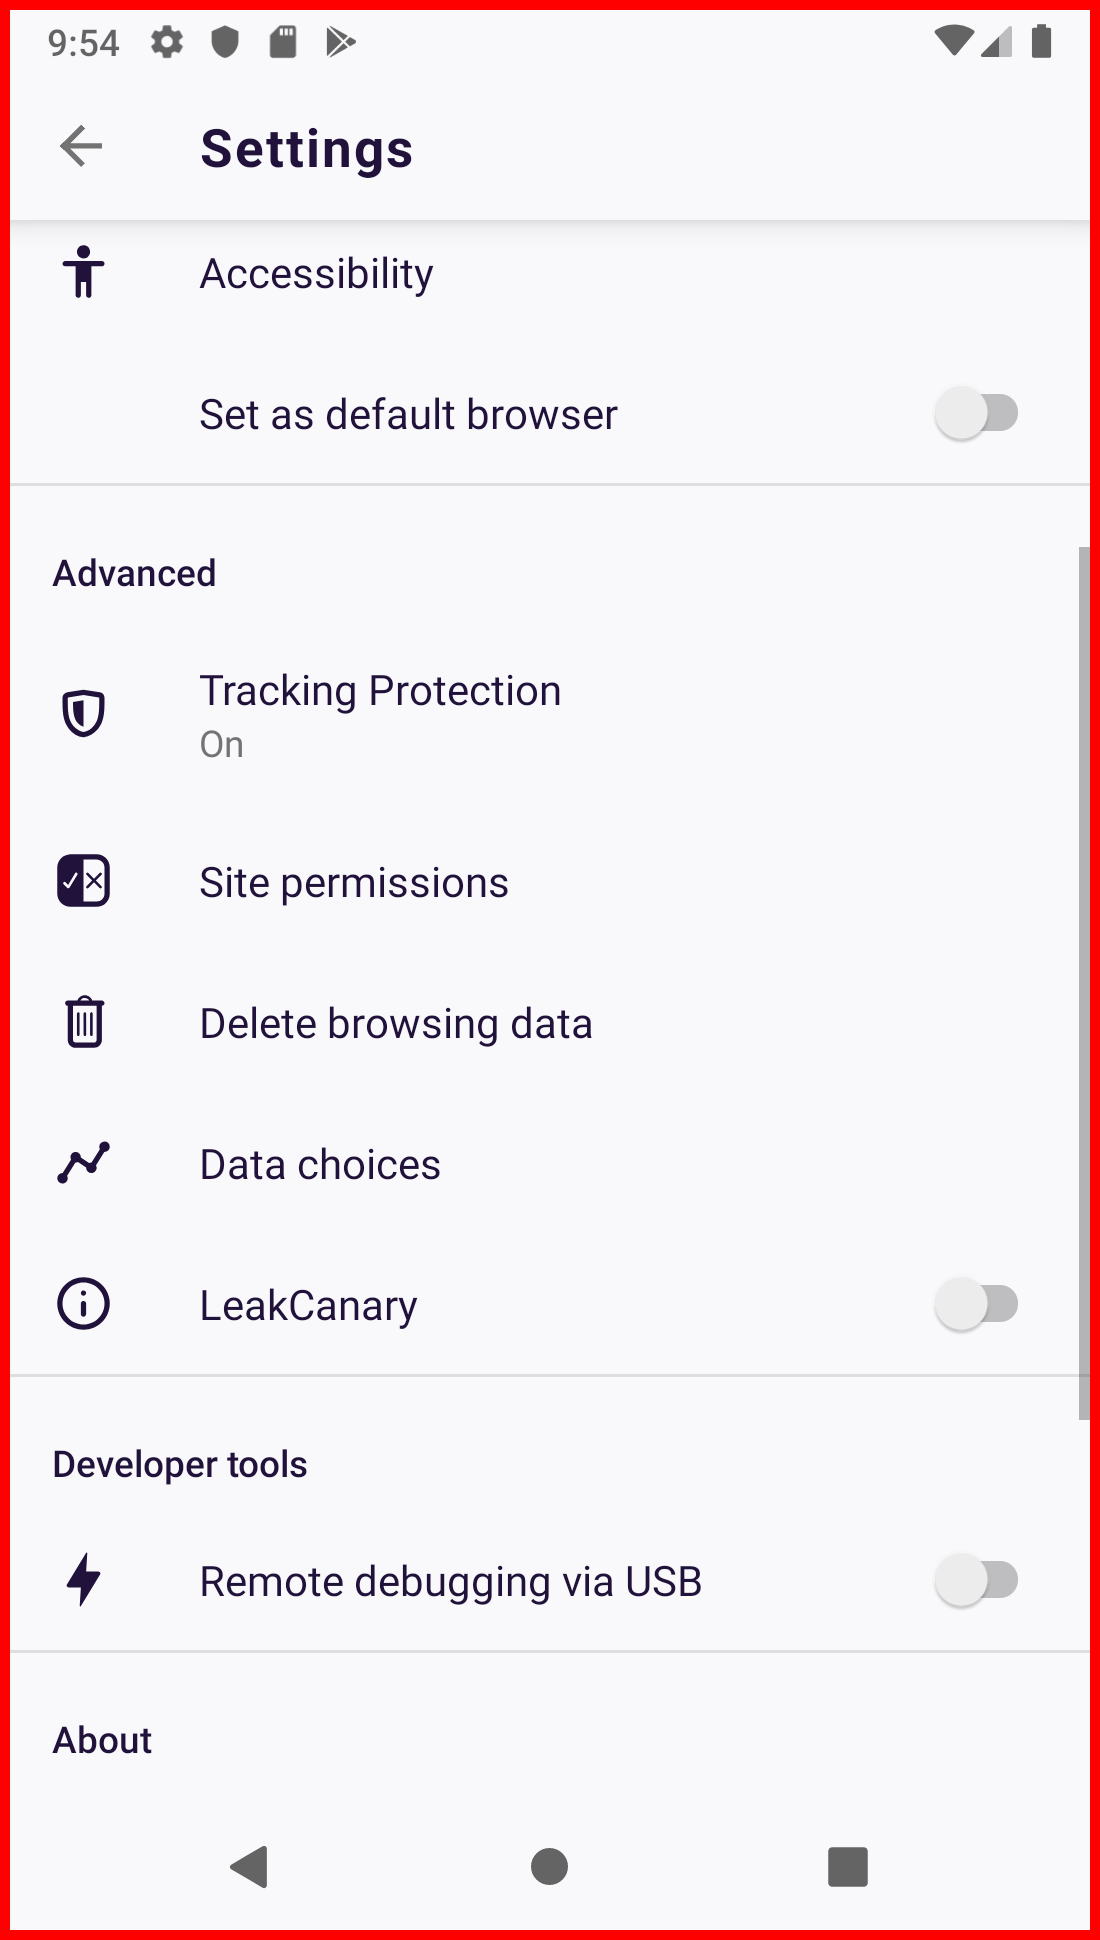 9:54
Settings
Accessibility
Set as default browser
Advanced
Tracking Protection
On
Site permissions
Delete browsing data
Data choices
LeakCanary
Developer tools
Remote debugging via USB
About